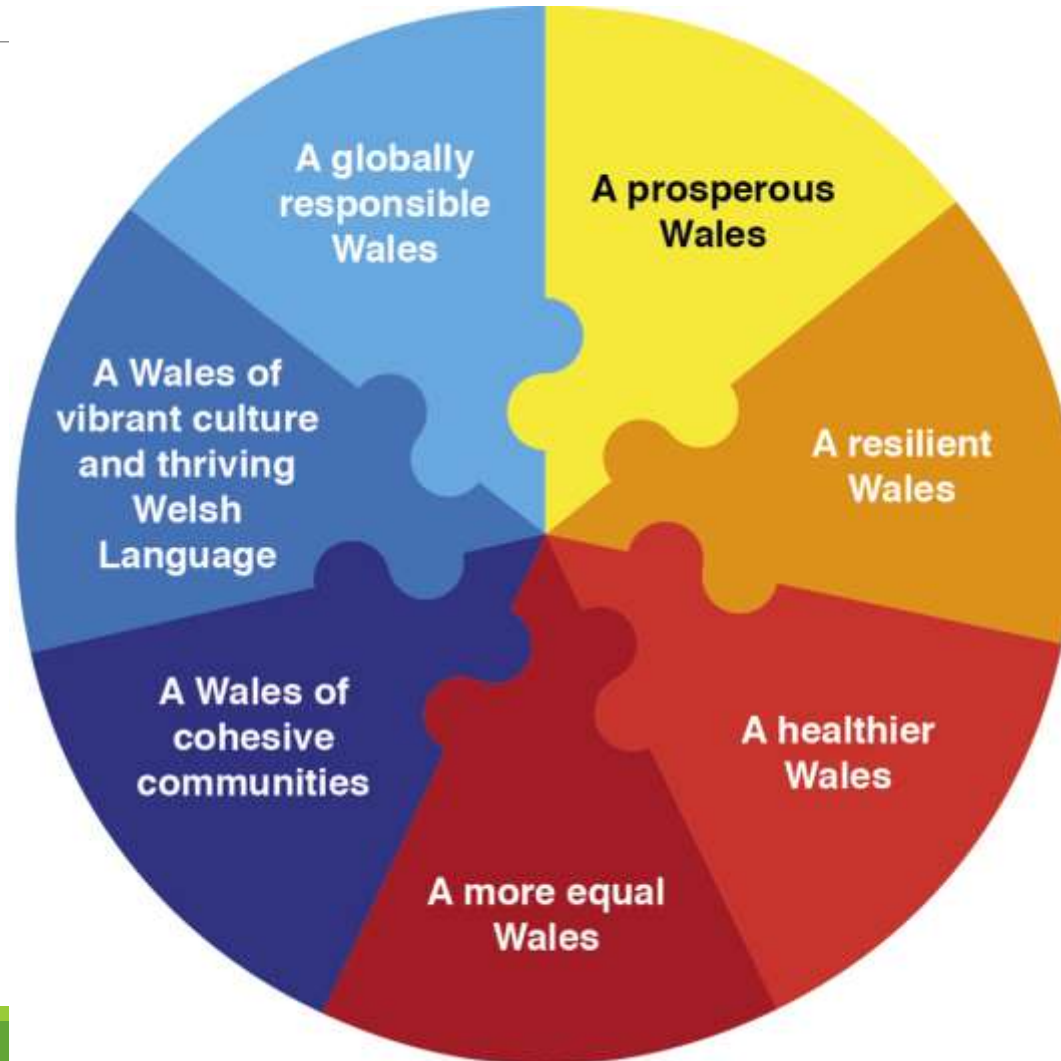 A prosperous
Wales
A resilient
Wales
A healthier
Wales
A more equal
Wales
A Wales of
cohesive
communities
A Wales of
vibrant culture
and thriving
Welsh
Language
A globally
responsible
Wales